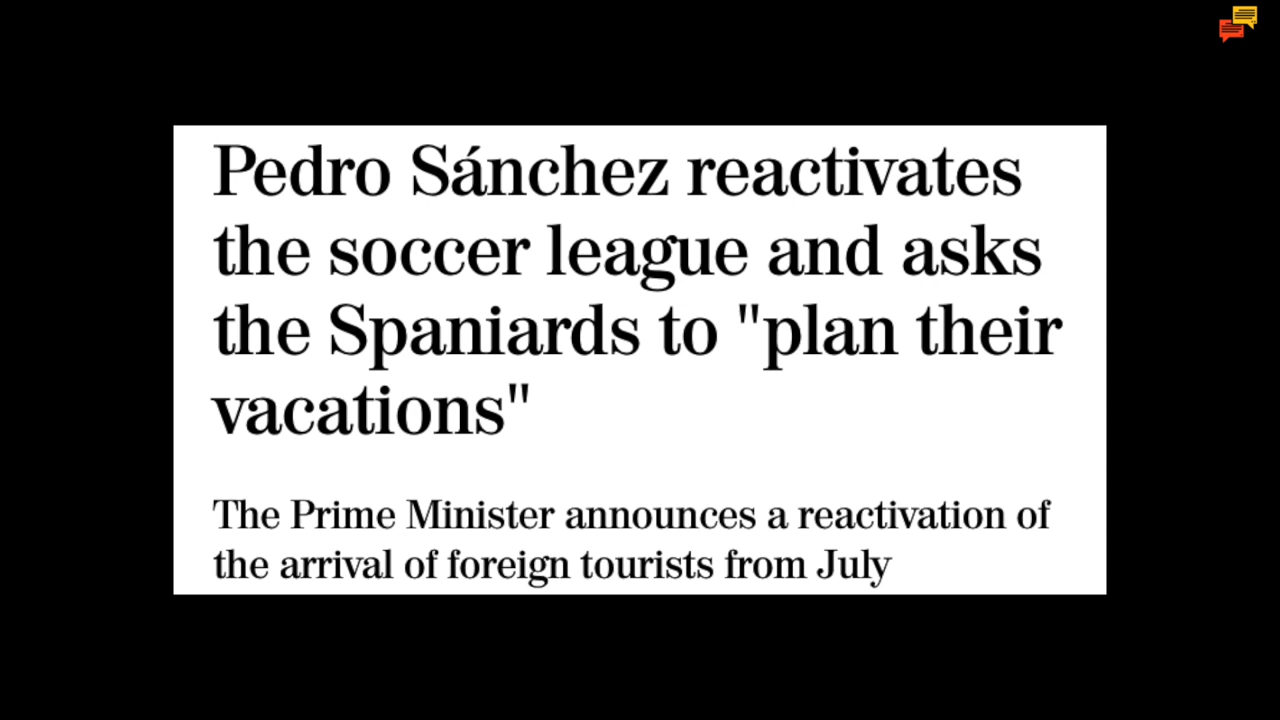 Pedro Sánchez reactivates
the soccer league and asks
the Spaniards to "plan their
vacations"
The Prime Minister announces a reactivation of
the arrival of foreign tourists from July